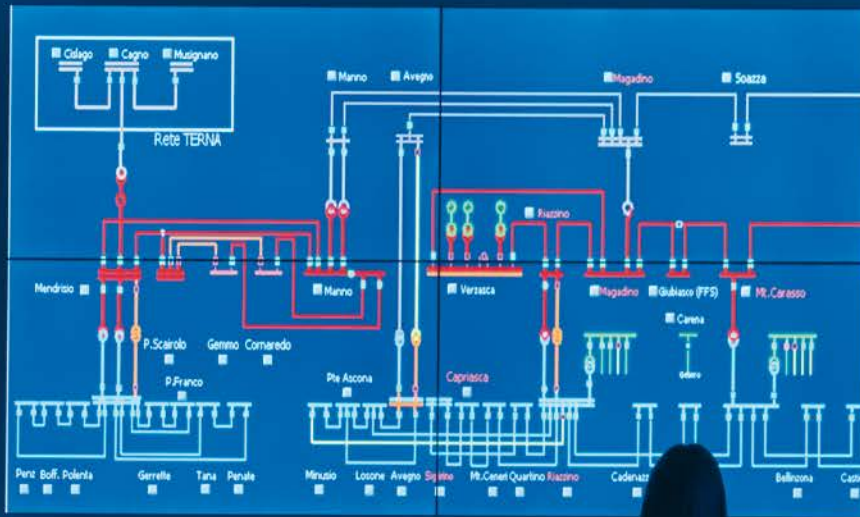 Cislago Cagno Musignano
Rete TERNA
Manno Avegno Magadino Soazza
Riazzino
Mendrisio Manno Verzasca Magadino Giubiasco (FFS) Mt.Carasso
Carena
P.Scairolo Gemmo Cornaredo
P.Franco
Pte Ascona Capriasca
Penz Boff. Polenta Gerrette Tana Penate Minusio Losone Avegno Sigirino Mt.Ceneri Quartino Riazzino Cadenazz Bellinzona